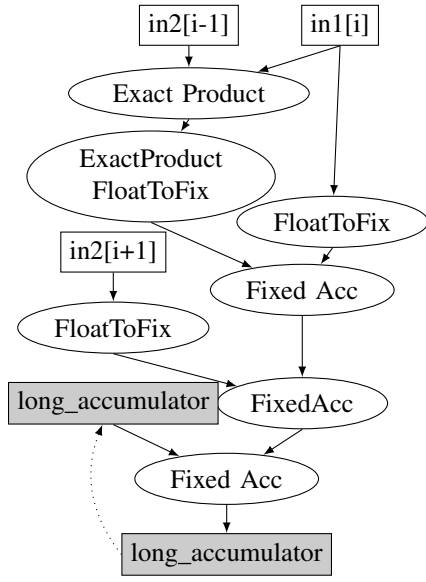 in2[i-1]
in1[i]
Exact Product
ExactProduct
FloatToFix
FloatToFix
in2[i+1]
Fixed Acc
FloatToFix
long_accumulator
FixedAcc
Fixed Acc
long_accumulator